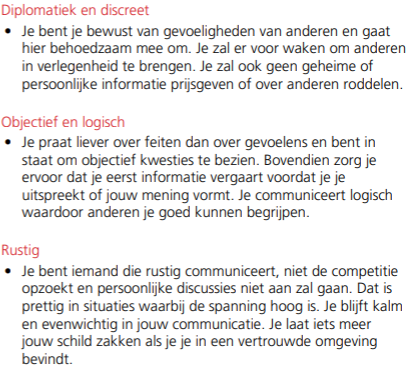 Diplomatiek en discreet
• Je bent je bewust van gevoeligheden van anderen en gaat
hier behoedzaam mee om. Je zal er voor waken om anderen
in verlegenheid te brengen. Je zal ook geen geheime of
persoonlijke informatie prijsgeven of over anderen roddelen.
Objectief en logisch
• Je praat liever over feiten dan over gevoelens en bent in
staat om objectief kwesties te bezien. Bovendien zorg je
ervoor dat je eerst informatie vergaart voordat je je
uitspreekt of jouw mening vormt. Je communiceert logisch
waardoor anderen je goed kunnen begrijpen.
Rustig
• Je bent iemand die rustig communiceert, niet de competitie
opzoekt en persoonlijke discussies niet aan zal gaan. Dat is
prettig in situaties waarbij de spanning hoog is. Je blijft kalm
en evenwichtig in jouw communicatie. Je laat iets meer
jouw schild zakken als je je in een vertrouwde omgeving
bevindt.